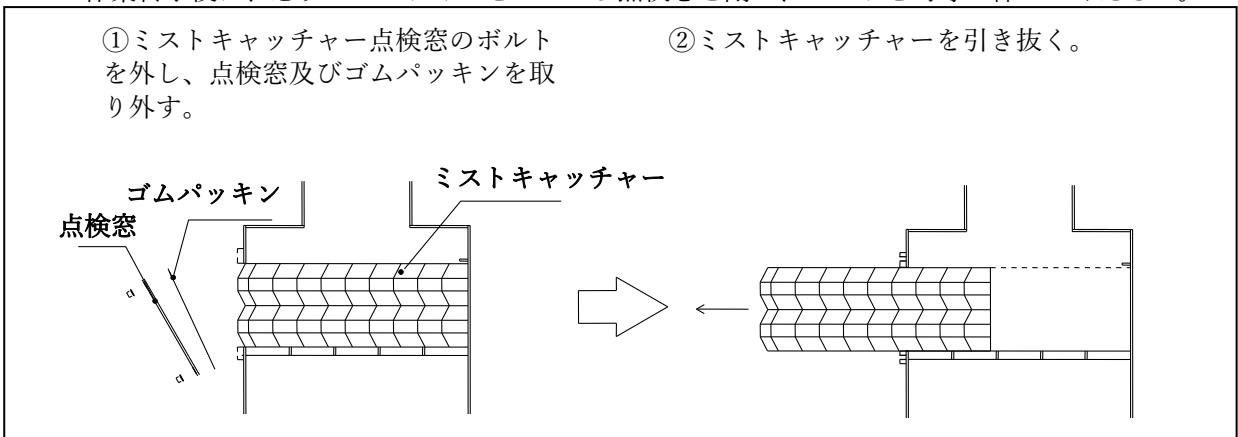 ①ミストキャッチャー点検窓のボルト
を外し、点検窓及びゴムパッキンを取
り外す。
②ミストキャッチャーを引き抜く。
ミストキャッチャー
ゴムパッキン
点検窓